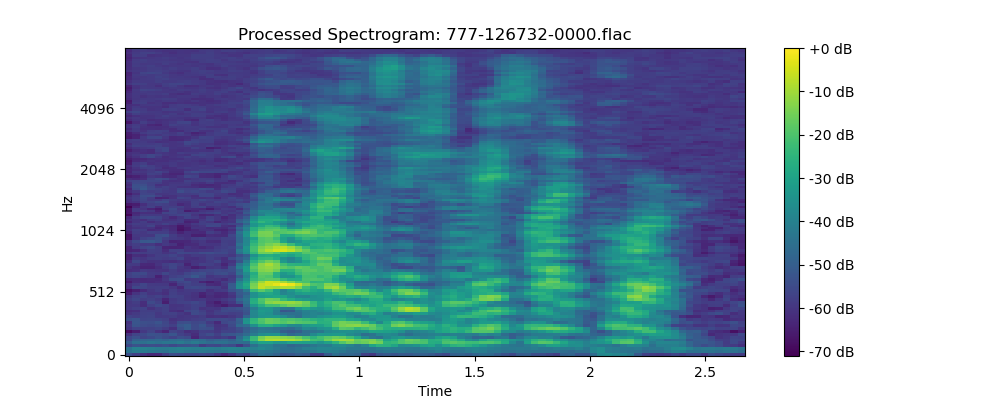 Processed Spectrogram: 777-126732-0000.flac
+0 dB
-10 dB
-20 dB
-30 dB
-40 dB
-50 dB
-60 dB
-70 dB
4096
2048
1024
512
0
Hz
0 0.5 1 1.5 2 2.5
Time